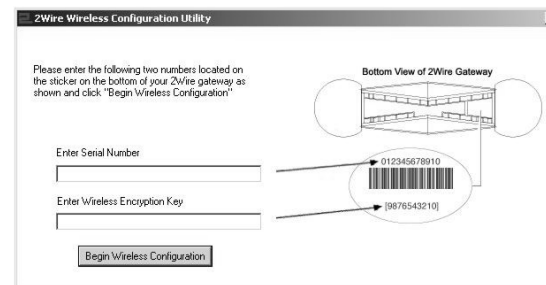 2Wire Wireless Configuration Utility
Please enter the following two numbers located on
the sticker on the bottom of your 2Wire gateway as
shown and click "Begin Wireless Configuration"
Bottom View of 2Wire Gateway
Enter Serial Number
012345678910
Enter Wireless Encryption Key
[9876543210]
Begin Wireless Configuration